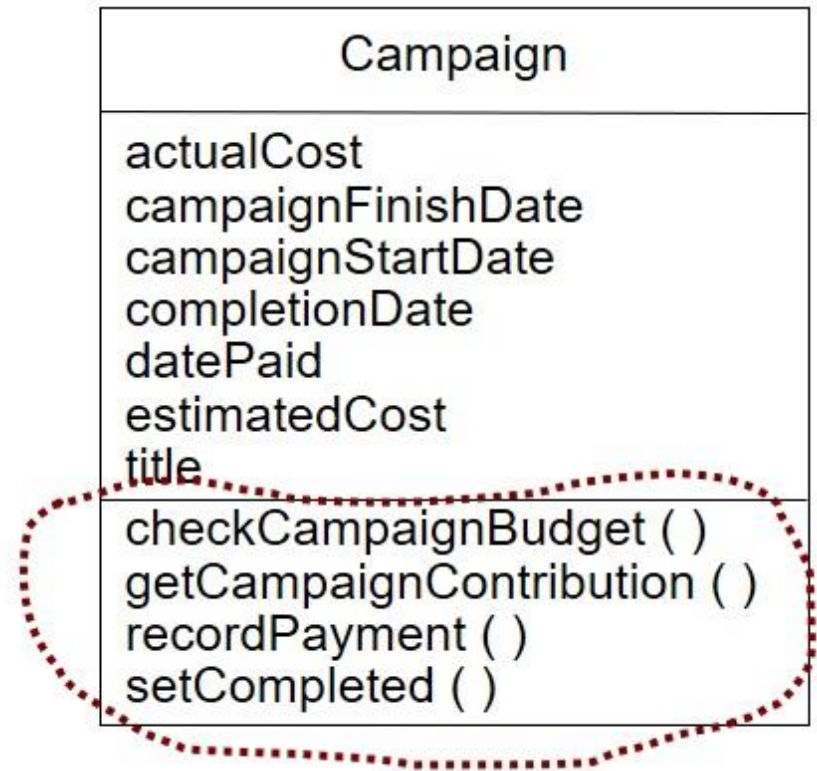 Campaign
actualCost
campaignFinishDate
campaignStartDate
completionDate
datePaid
estimatedCost
title
checkCampaignBudget ( )
getCampaignContribution ( )
recordPayment ( )
setCompleted ( )